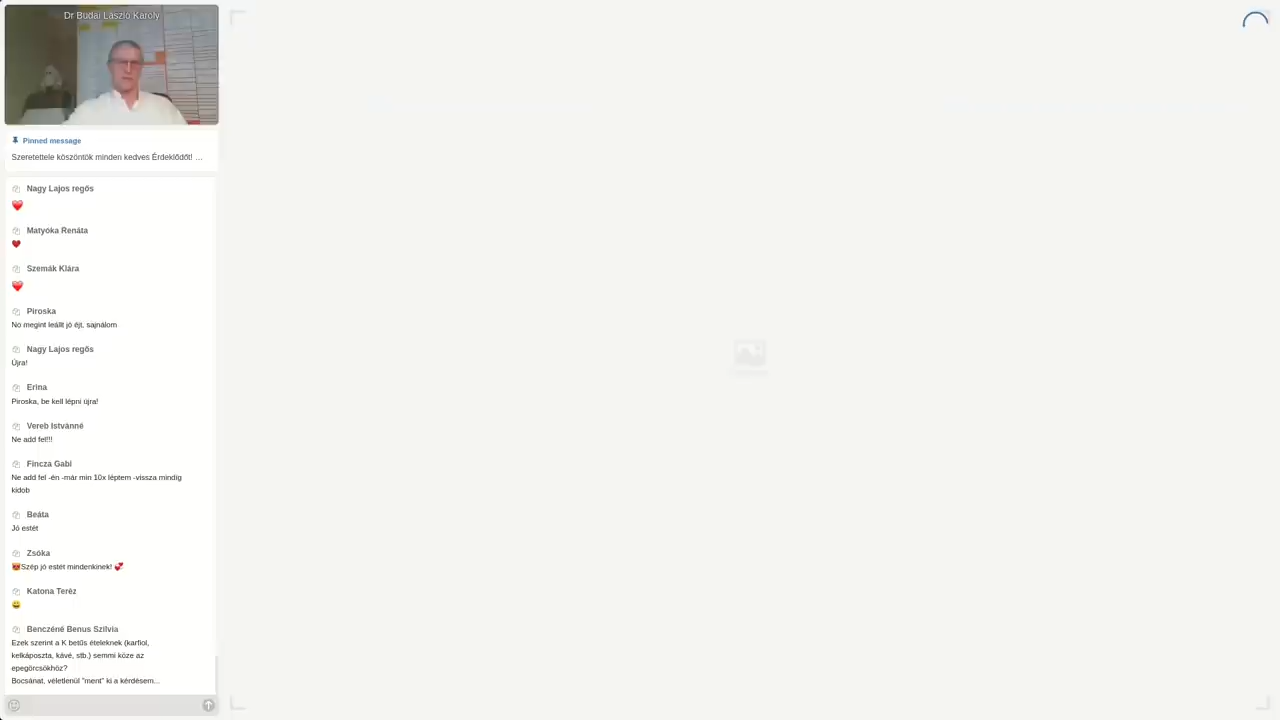 Dr Budai László Károly
Pinned message
Szeretettele köszöntök minden kedves Érdeklődőt! …
Nagy Lajos regős
Matyóka Renáta
Szemák Klára
Piroska
No megint leállt jó éjt, sajnálom
Nagy Lajos regős
Újra!
Erina
Piroska, be kell lépni újra!
Vereb Istvánné
Ne add fel!!!
Fincza Gabi
Ne add fel -én -már min 10x léptem -vissza mindig
kidob
Beáta
Jó estét
Zsóka
Szép jó estét mindenkinek!
Katona Teréz
Benczéné Benus Szilvia
Ezek szerint a K betűs ételeknek (karfiol,
kelkáposzta, kávé, stb.) semmi köze az
epegörcsökhöz?
Bocsánat, véletlenül "ment" ki a kérdésem...